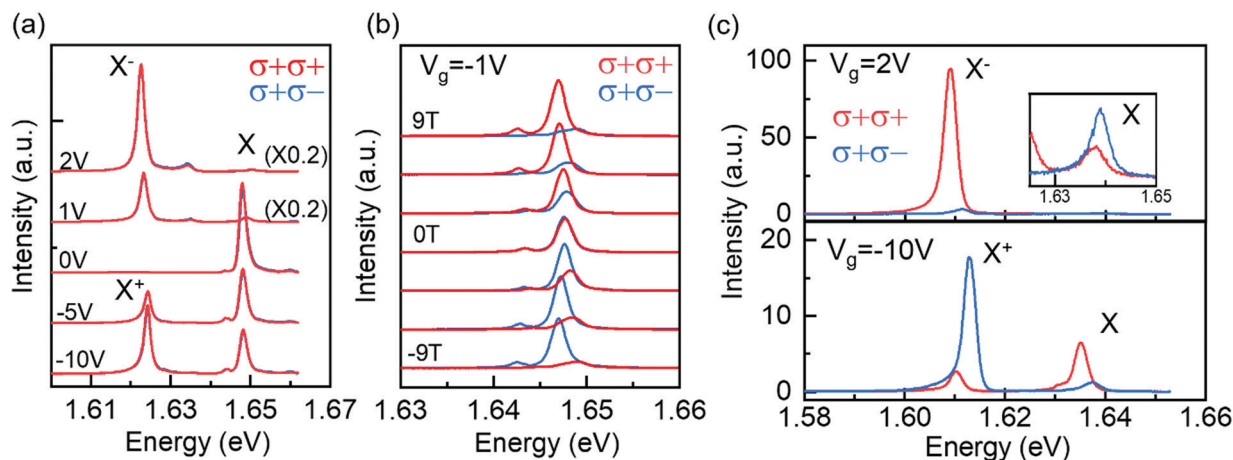 (a)
X-
σ+σ+
σ+σ−
X
2V
(X0.2)
1V
(X0.2)
0V
X+
-5V
-10V
Intensity (a.u.)
1.61 1.63 1.65 1.67
Energy (eV)
(b)
Vg=-1V
σ+σ+
σ+σ−
9T
0T
-9T
Intensity (a.u.)
1.63 1.64 1.65 1.66
Energy (eV)
(c)
100
50
0
Vg=2V
X-
σ+σ+
σ+σ−
X
1.63 1.65
20
10
0
Vg=-10V
X+
X
Intensity (a.u.)
1.58 1.60 1.62 1.64 1.66
Energy (eV)